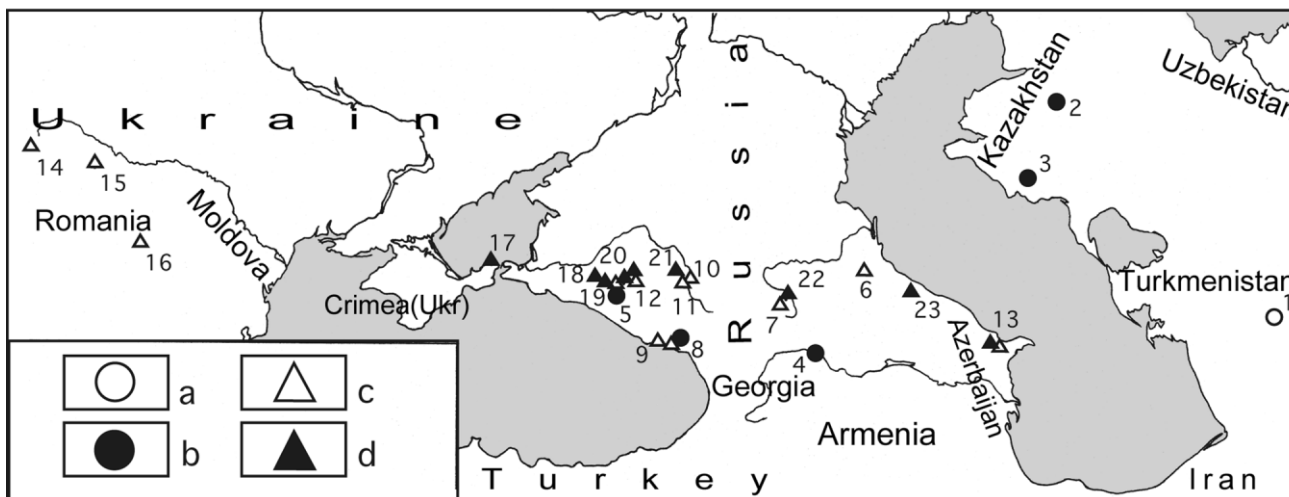 Ukraine
Russia
Kazakhstan
Uzbekistan
2
3
14
15
Romania
Moldova
16
17
Crimea(Ukr)
18
20
21
10
19
5
12
11
22
7
6
23
Turkmenistan
1
13
9
8
4
Georgia
Azerbaijan
Armenia
a
c
b
d
Turkey
Iran